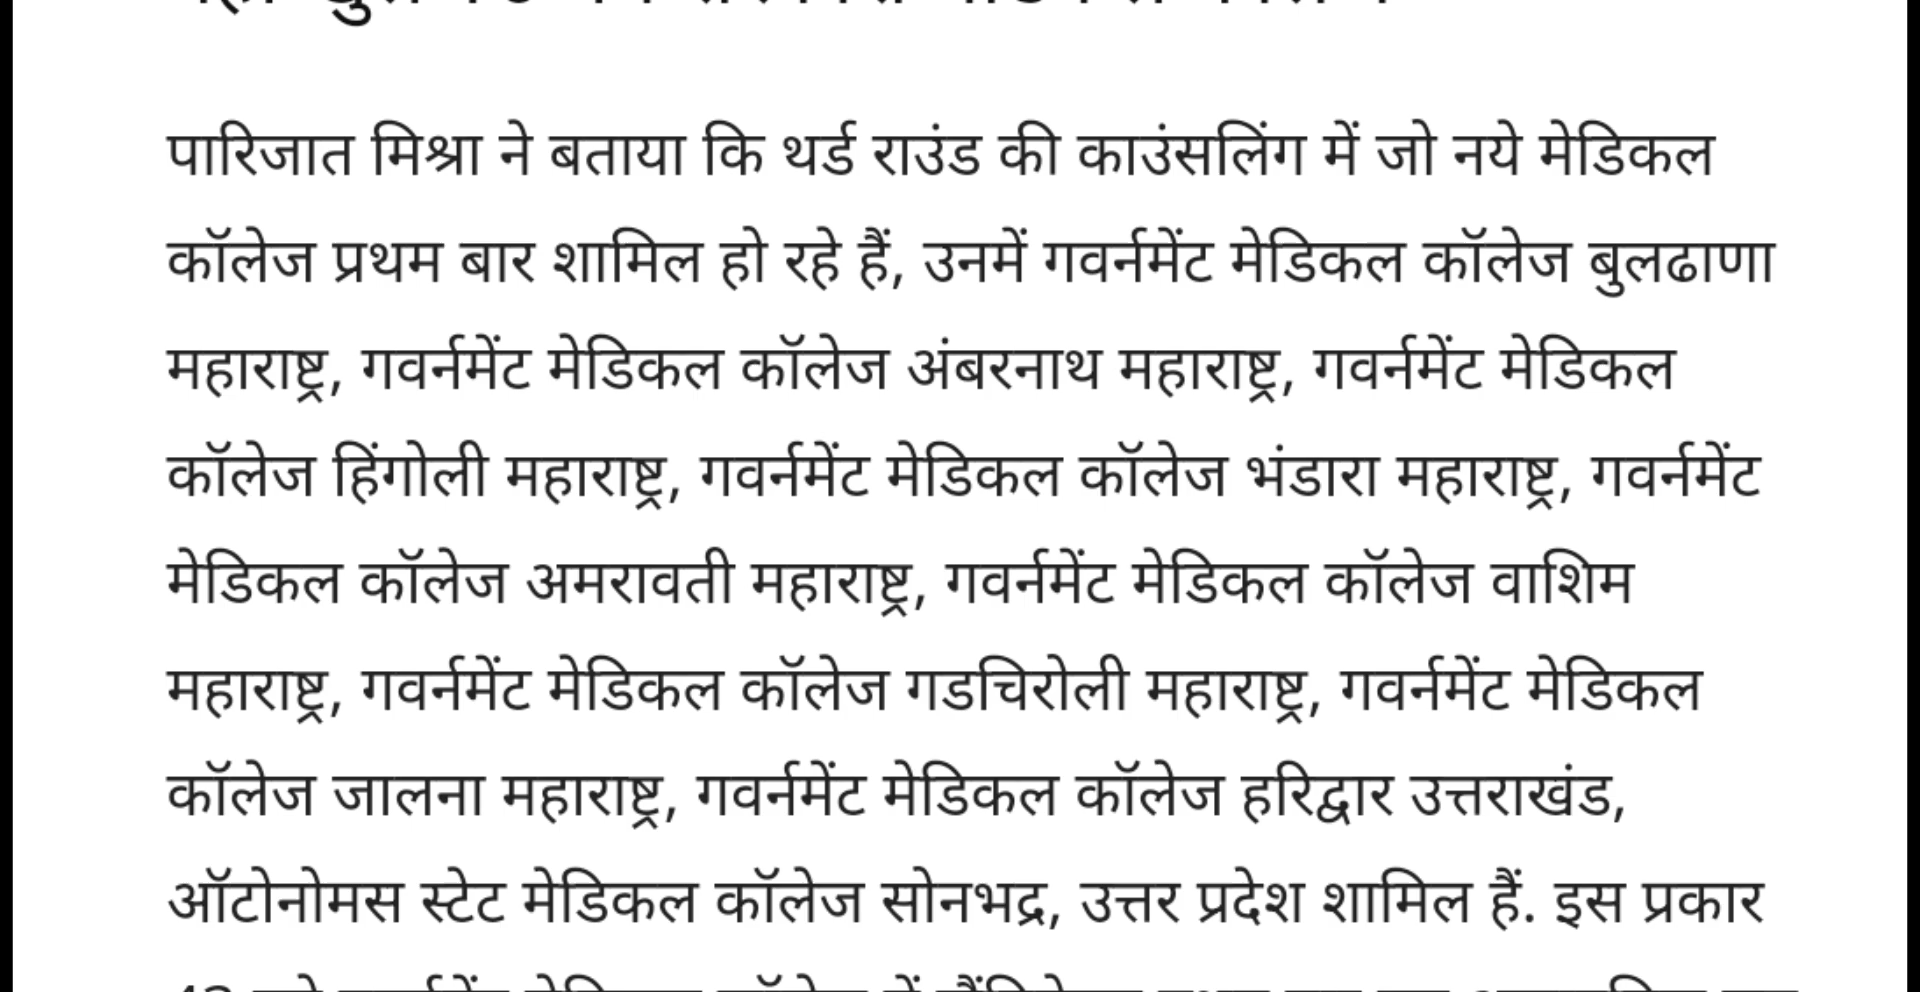 पारिजात मिश्रा ने बताया कि थर्ड राउंड की काउंसलिंग में जो नये मेडिकल
कॉलेज प्रथम बार शामिल हो रहे हैं, उनमें गवर्नमेंट मेडिकल कॉलेज बुलढाणा
महाराष्ट्र, गवर्नमेंट मेडिकल कॉलेज अंबरनाथ महाराष्ट्र, गवर्नमेंट मेडिकल
कॉलेज हिंगोली महाराष्ट्र, गवर्नमेंट मेडिकल कॉलेज भंडारा महाराष्ट्र, गवर्नमेंट
मेडिकल कॉलेज अमरावती महाराष्ट्र, गवर्नमेंट मेडिकल कॉलेज वाशिम
महाराष्ट्र, गवर्नमेंट मेडिकल कॉलेज गडचिरोली महाराष्ट्र, गवर्नमेंट मेडिकल
कॉलेज जालना महाराष्ट्र, गवर्नमेंट मेडिकल कॉलेज हरिद्वार उत्तराखंड,
ऑटोनोमस स्टेट मेडिकल कॉलेज सोनभद्र, उत्तर प्रदेश शामिल हैं. इस प्रकार